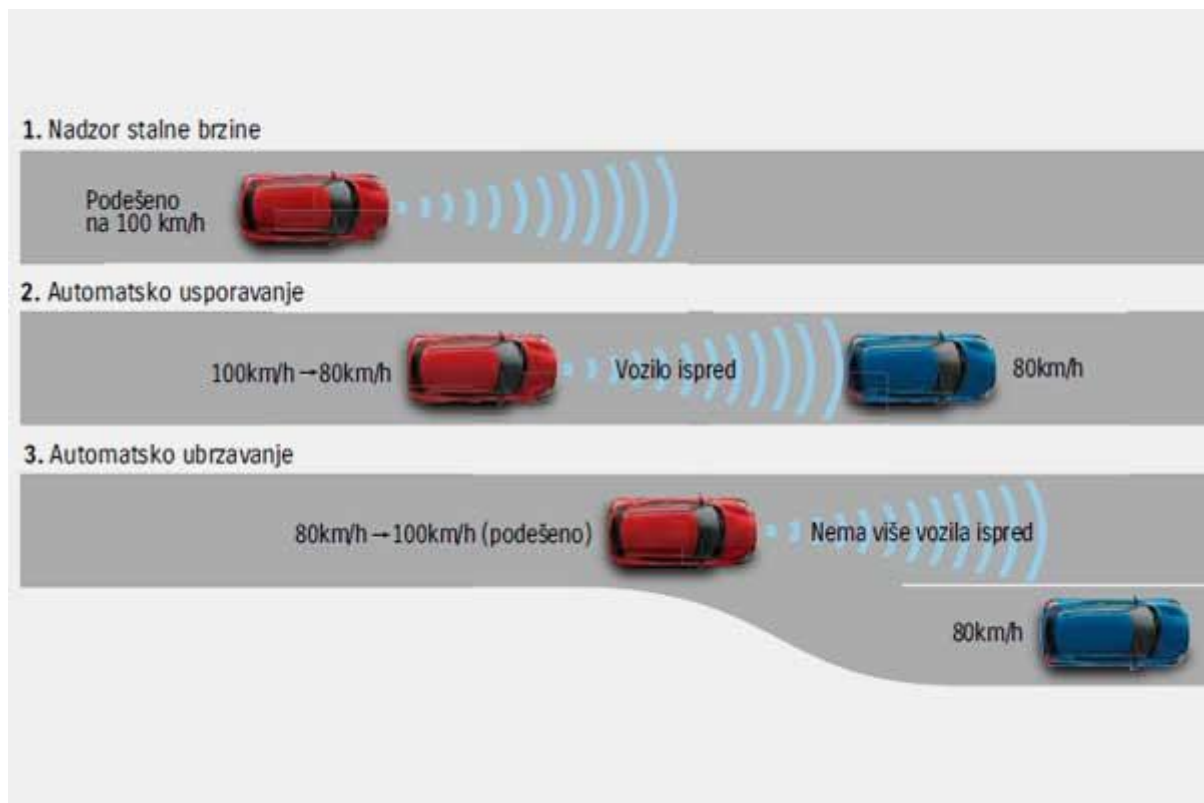 1. Nadzor stalne brzine
Podešeno
na 100 km/h
2. Automatsko usporavanje
100km/h→80km/h
Vozilo ispred
80km/h
3. Automatsko ubrzavanje
80km/h→100km/h (podešeno)
Nema više vozila ispred
80km/h